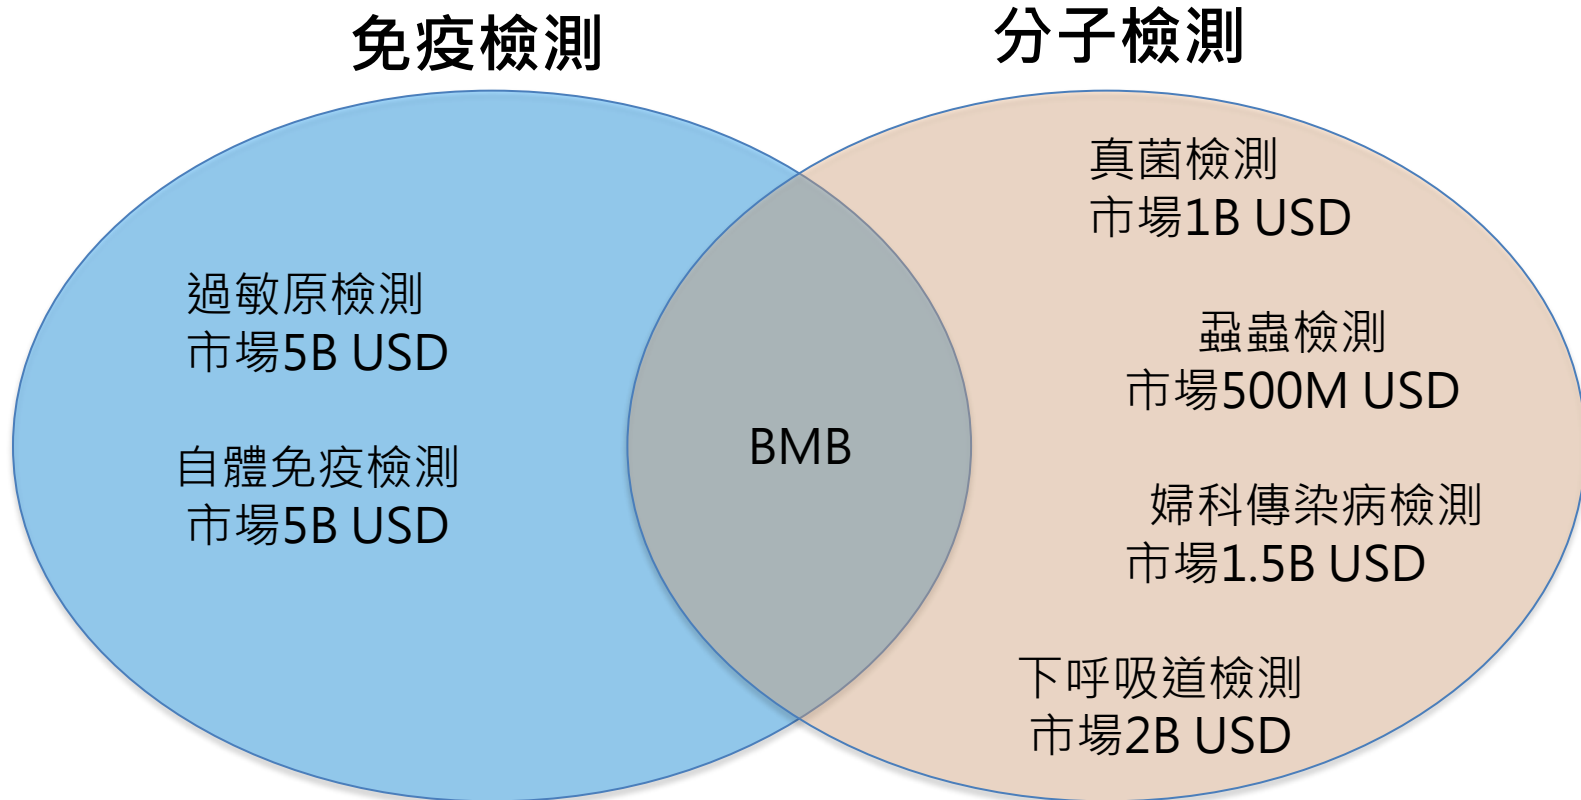 免疫檢測
分子檢測
過敏原檢測
市場5B USD
自體免疫檢測
市場5B USD
BMB
真菌檢測
市場1B USD
蝨蟲檢測
市場500M USD
婦科傳染病檢測
市場1.5B USD
下呼吸道檢測
市場2B USD